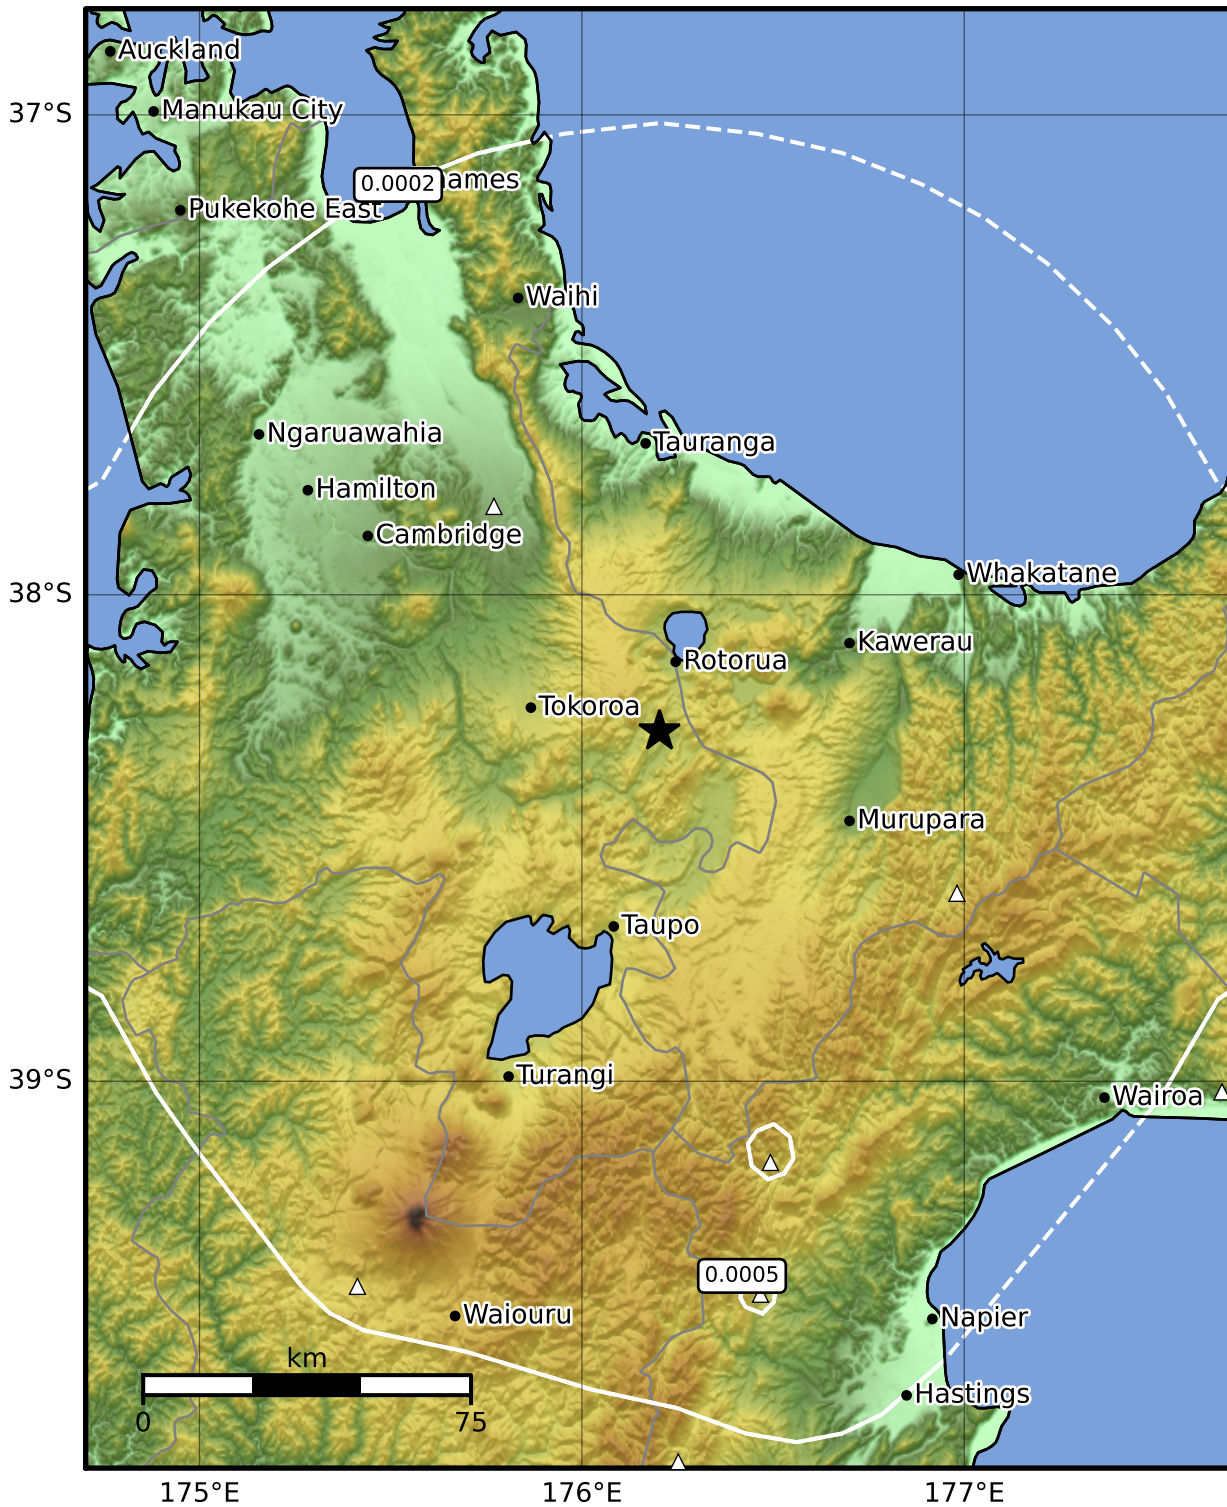 Auckland
37°S
Manukau City
0.0002
ames
Pukekohe East
Waihi
Ngaruawahia
Tauranga
Hamilton
Cambridge
Whakatane
38°S
Kawerau
Rotorua
Tokoroa
Murupara
Taupo
Turangi
39°S
Wairoa
0.0005
Waiouru
Napier
km
Hastings
0 75
175°E 176°E 177°E